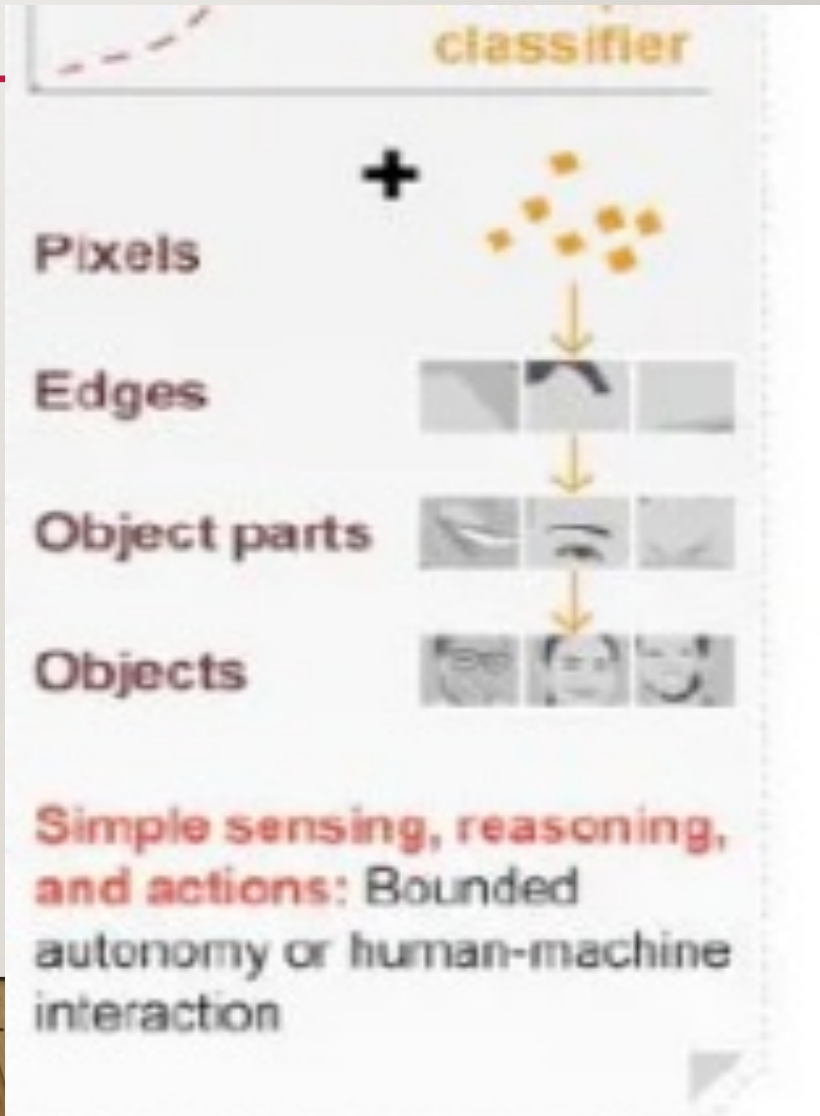 classifier
+
Pixels
Edges
Object parts
Objects
Simple sensing, reasoning,
and actions: Bounded
autonomy or human-machine
interaction